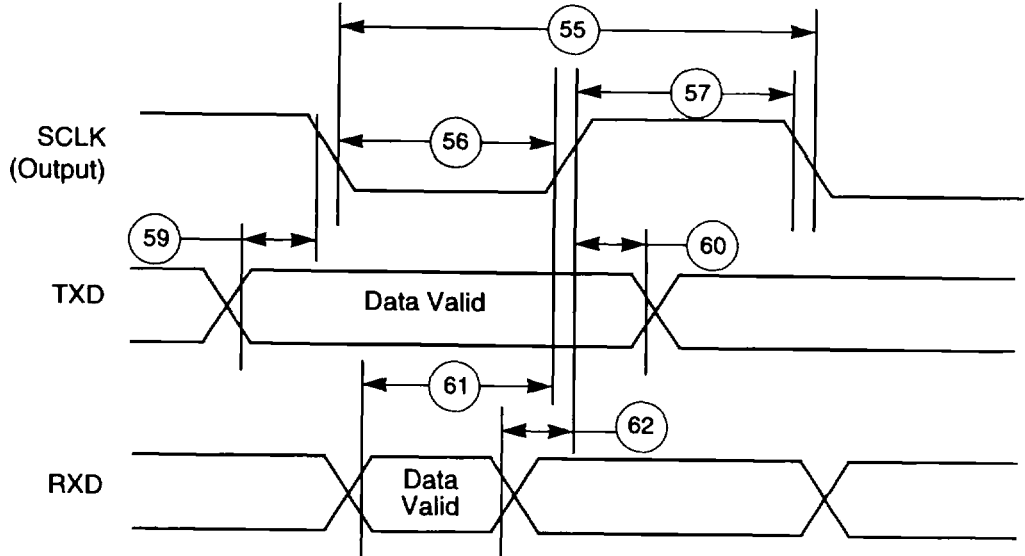 55
57
56
SCLK
(Output)
59
60
TXD
Data Valid
61
62
RXD
Data
Valid